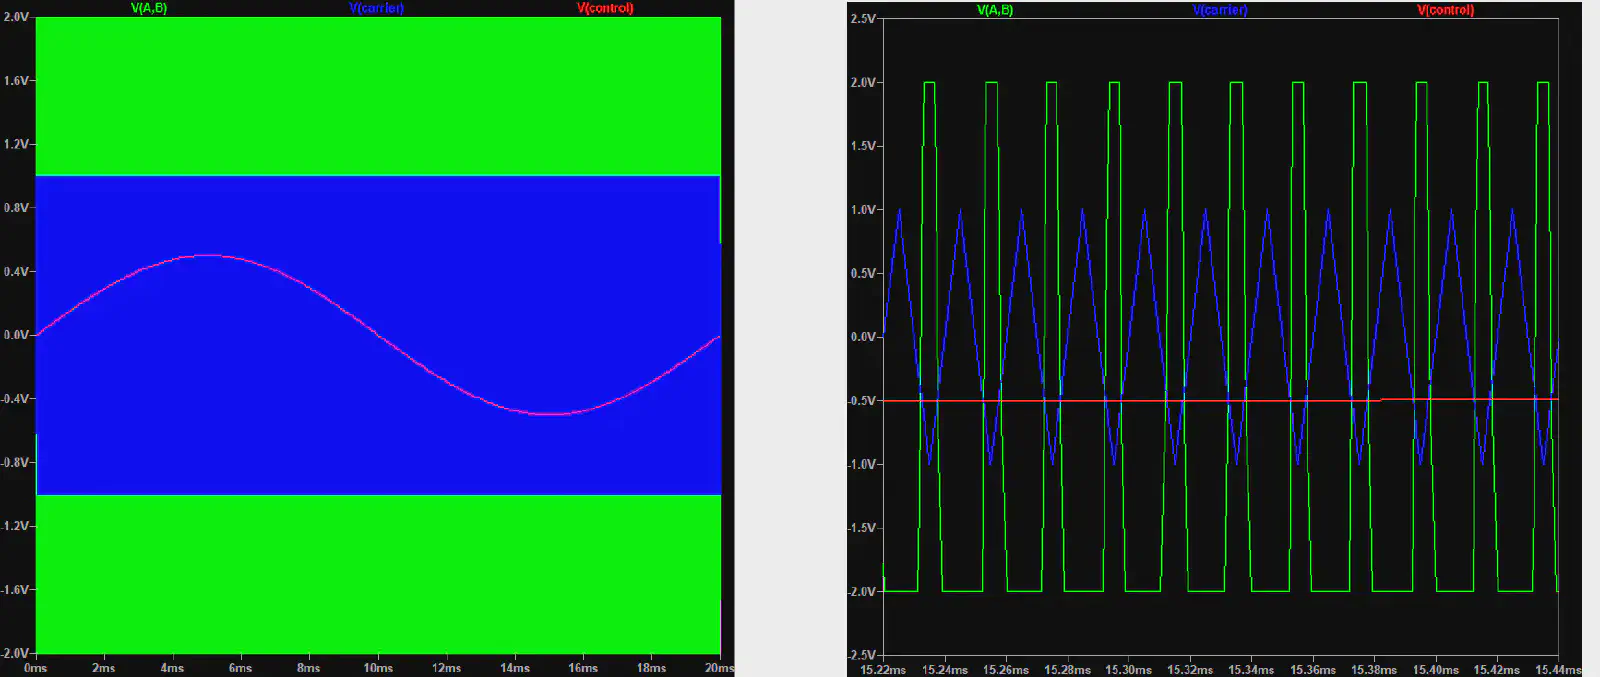 V(A,B) V(carrier) V(control)
2.0V
1.6V
1.2V
0.8V
0.4V
0.0V
-0.4V
-0.8V
-1.2V
-1.6V
-2.0V
0ms 2ms 4ms 6ms 8ms 10ms 12ms 14ms 16ms 18ms 20ms
V(A,B) V(carrier) V(control)
2.5V
2.0V
1.5V
1.0V
0.5V
0.0V
-0.5V
-1.0V
-1.5V
-2.0V
-2.5V
15.22ms 15.24ms 15.26ms 15.28ms 15.30ms 15.32ms 15.34ms 15.36ms 15.38ms 15.40ms 15.42ms 15.44ms